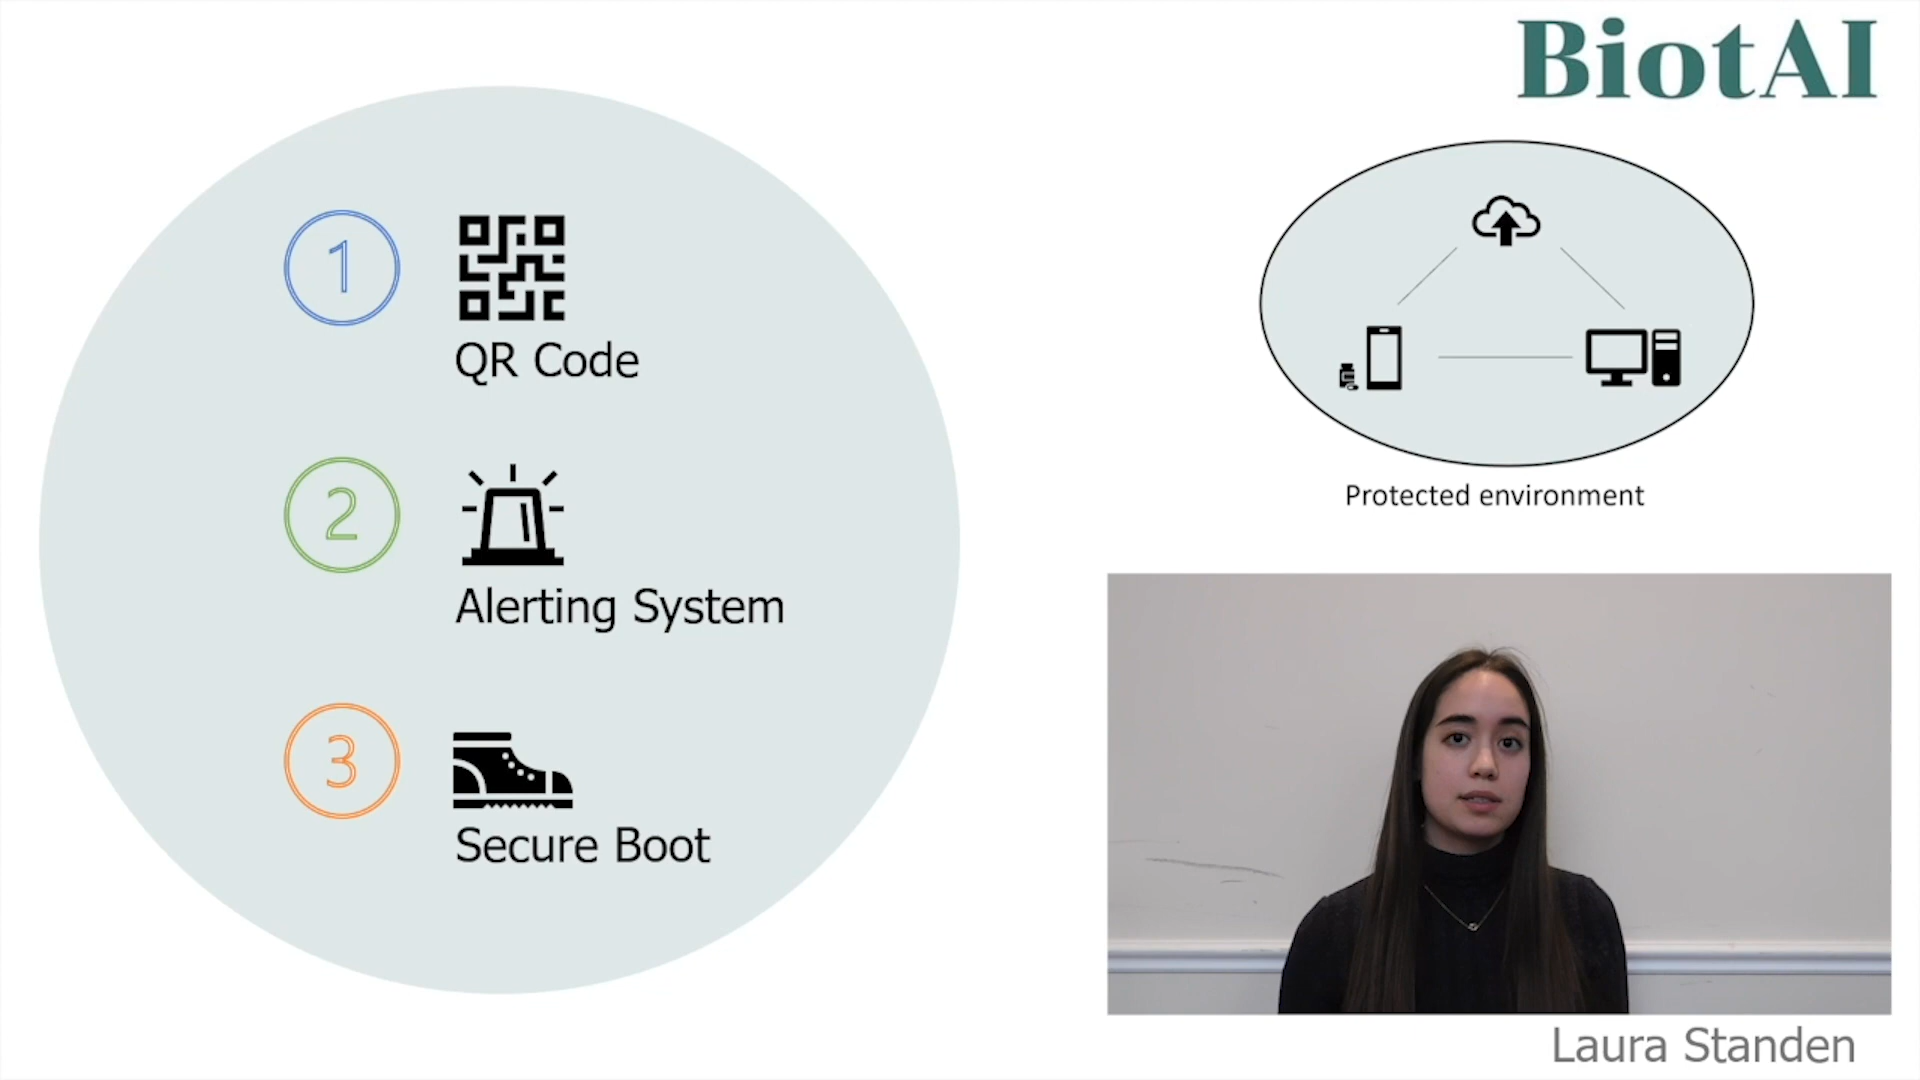 BiotAI
1
QR Code
2
Alerting System
3
Secure Boot
Protected environment
Laura Standen